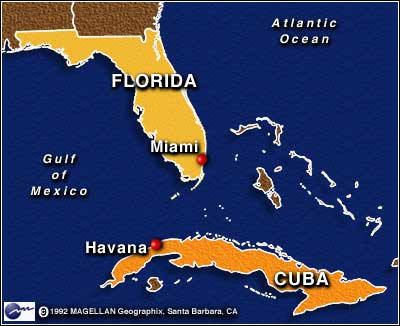 Atlantic
Ocean
FLORIDA
Miami
Gulf
of
Mexico
Havana
CUBA
© 1992 MAGELLAN Geographix, Santa Barbara, CA